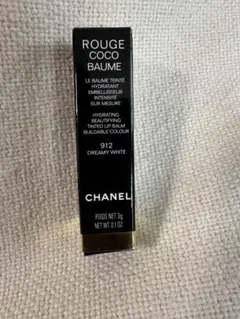 ROUGE
COCO
BAUME
LE BAUME TEINTÉ
HYDRATANT
EMBELLISSEUR
INTENSITÉ
SUR MESURE
HYDRATING
BEAUTIFYING
TINTED LIP BALM
BUILDABLE COLOUR
912
DREAMY WHITE
CHANEL
POIDS NET 3g
NET WT. 0.1 OZ.